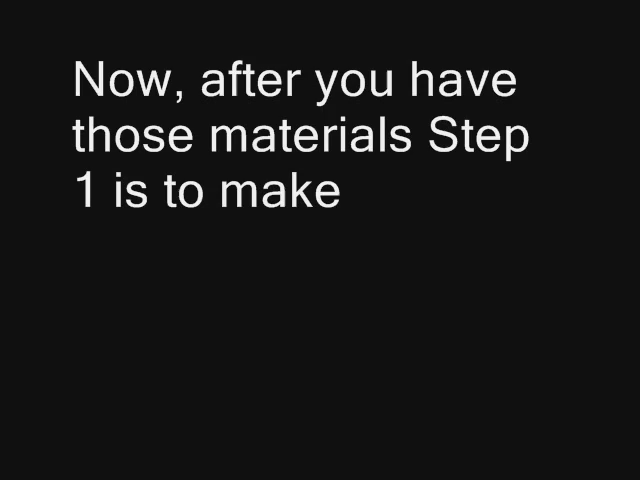 Now, after you have
those materials Step
1 is to make